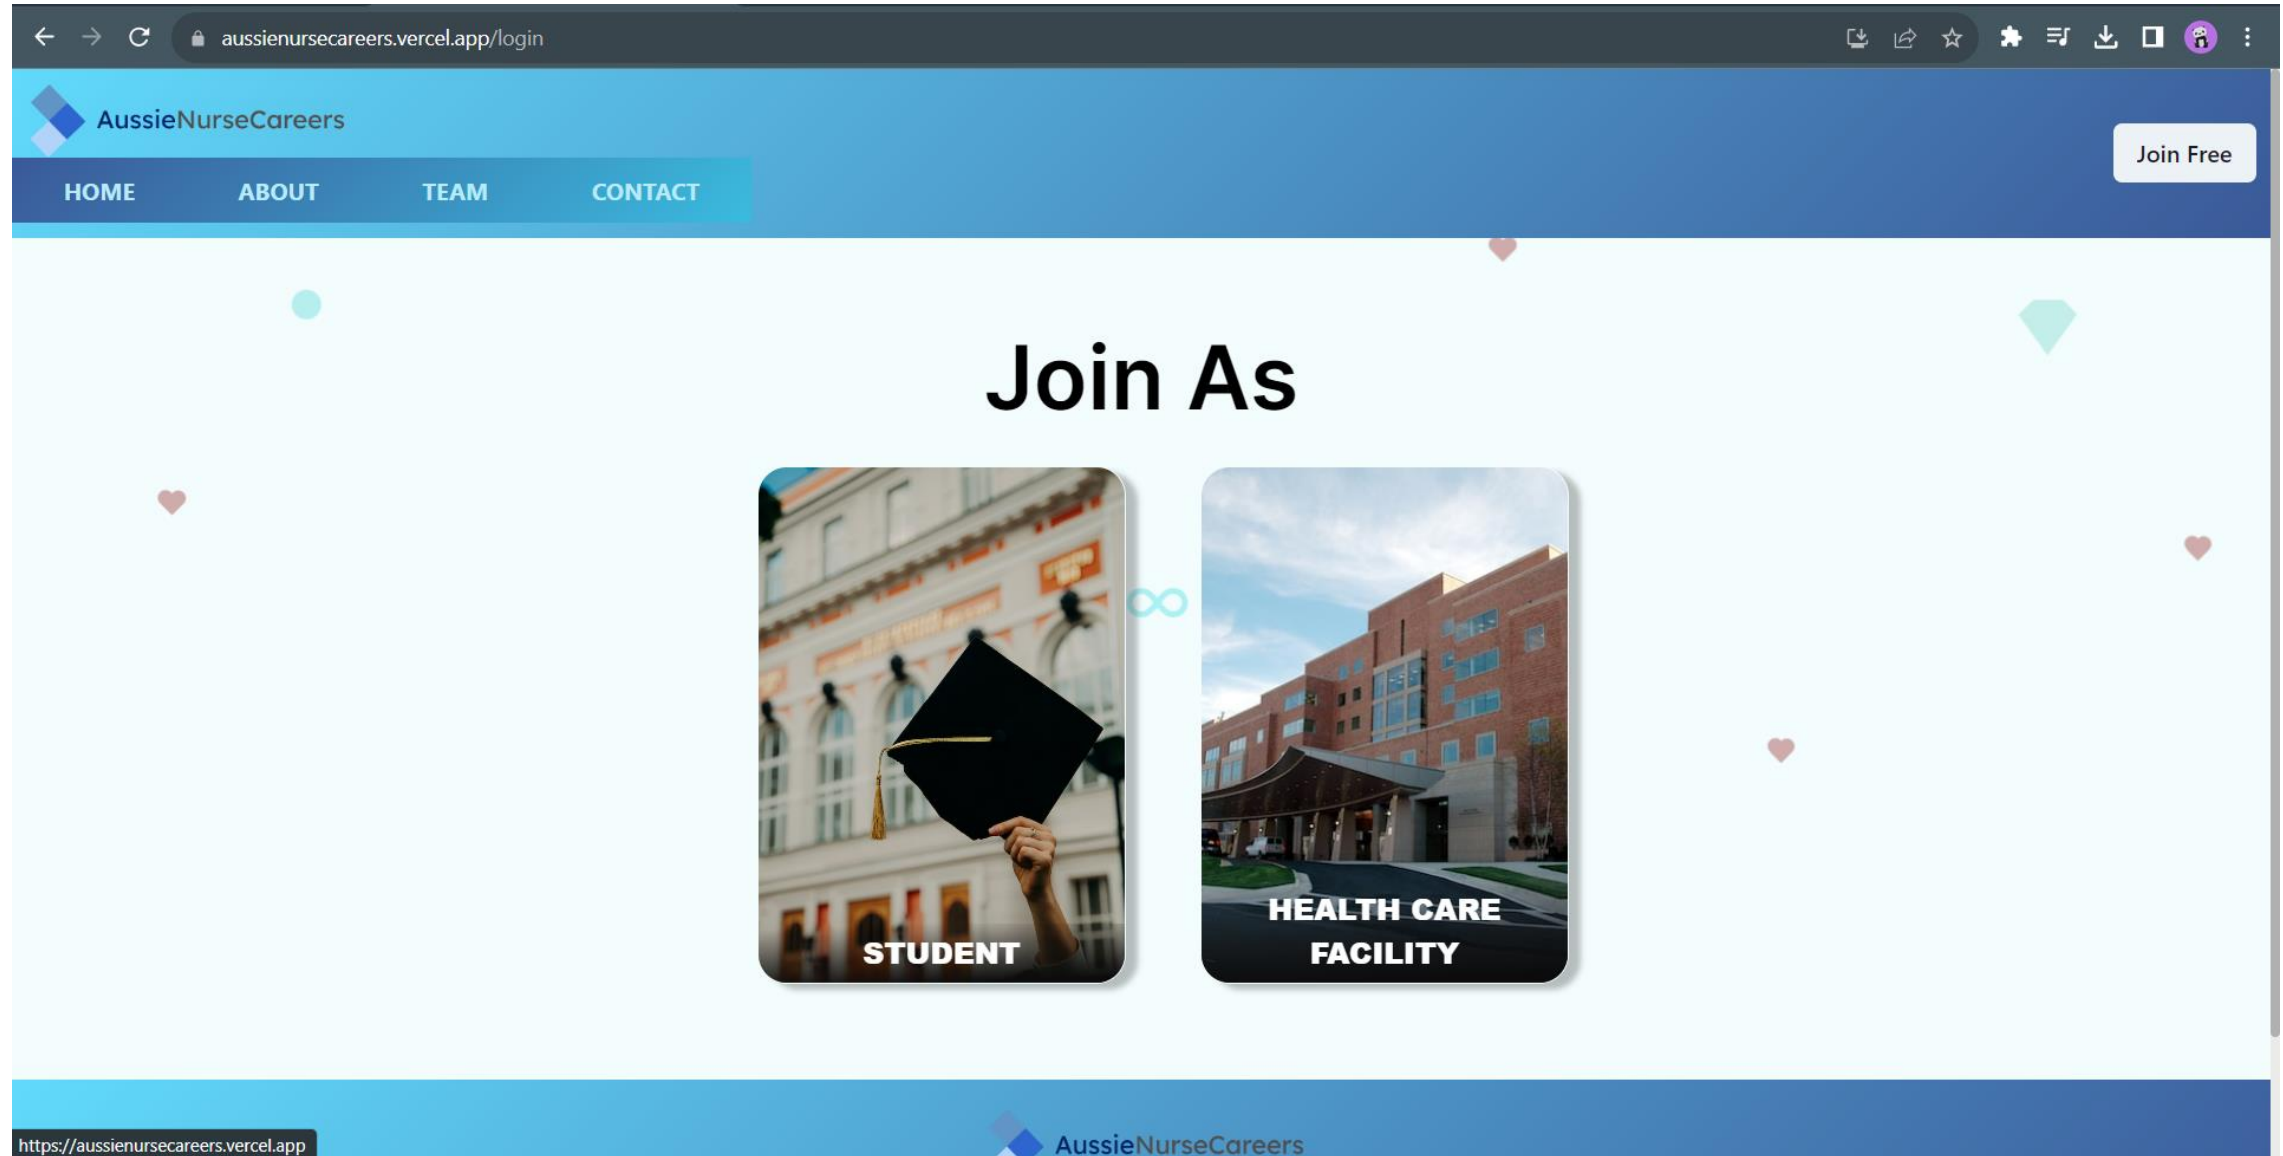 aussienursecareers.vercel.app/login
AussieNurseCareers
Join Free
HOME ABOUT TEAM CONTACT
Join As
STUDENT
HEALTH CARE
FACILITY
AussieNurseCareers
https://aussienursecareers.vercel.app